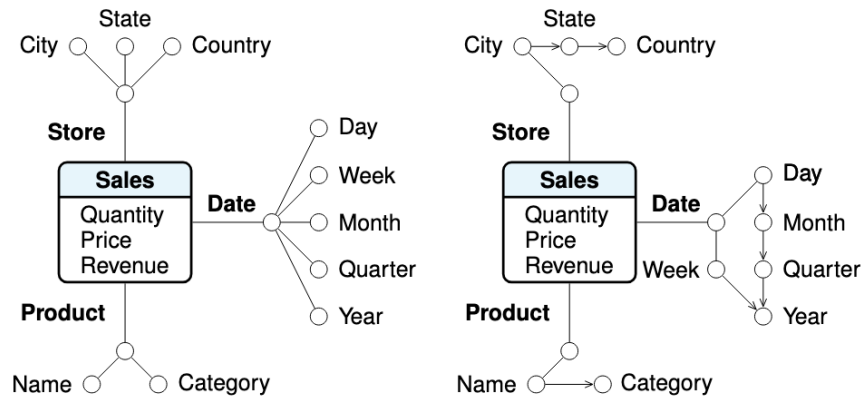 State
City
Country
Store
Sales
Quantity
Price
Revenue
Date
Day
Week
Month
Quarter
Year
Product
Name
Category
State
City
Country
Store
Sales
Quantity
Price
Revenue
Date
Day
Month
Week
Quarter
Year
Product
Name
Category